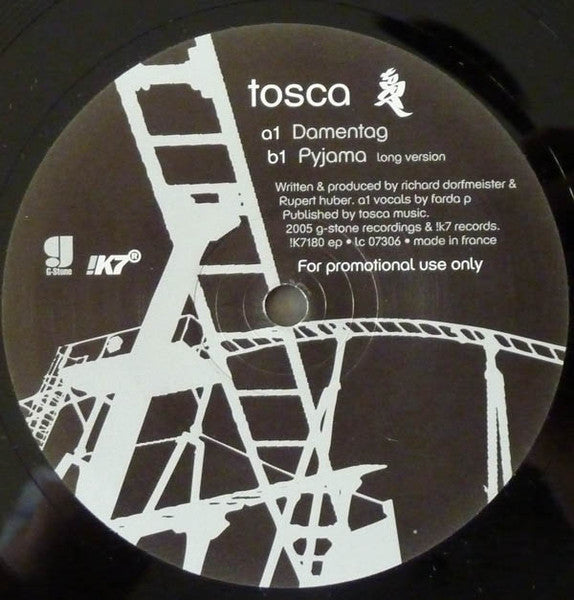 tosca
a1 Damentag
b1 Pyjama long version
Written & produced by richard dorfmeister &
Rupert huber. a1 vocals by farda p
Published by tosca music.
2005 g-stone recordings & !k7 records.
!K7180 ep • lc 07306 • made in france
For promotional use only
g
G-Stone
!K7®